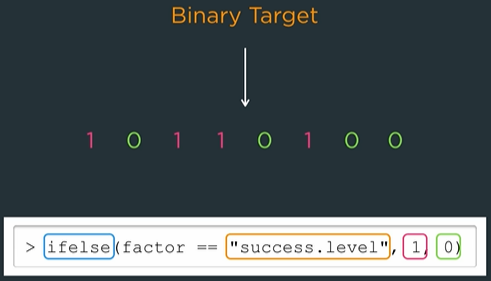 Binary Target
1 0 1 1 0 1 0 0
> ifelse(factor == "success.level", 1, 0)